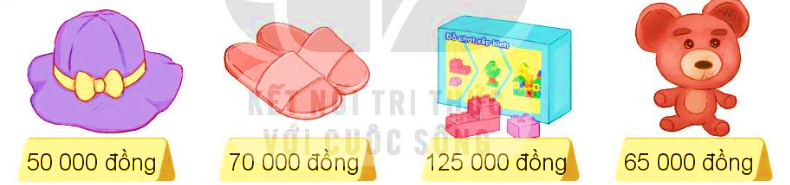 Đồ chơi xếp hình
KẾT NỐI TRI THỨC
VỚI CUỘC SỐNG
50 000 đồng
70 000 đồng
125 000 đồng
65 000 đồng